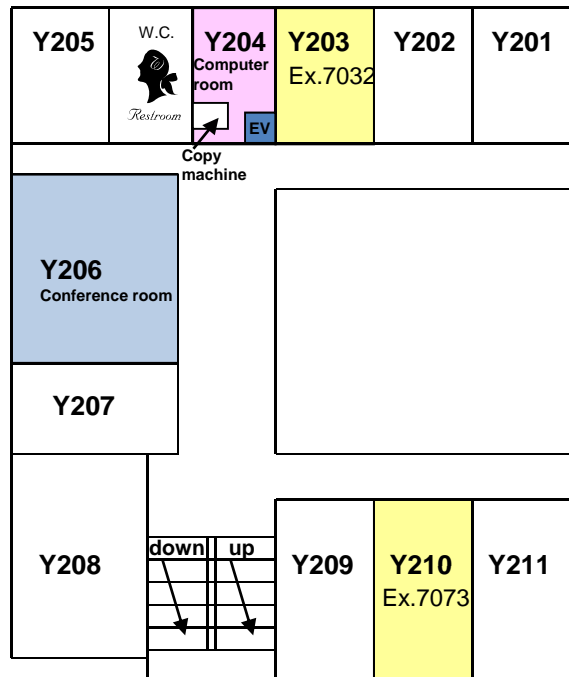 Y205
W.C.
Restroom
Y204
Computer
room
EV
Copy
machine
Y203
Ex.7032
Y202
Y201
Y206
Conference room
Y207
Y208
down
up
Y209
Y210
Ex.7073
Y211